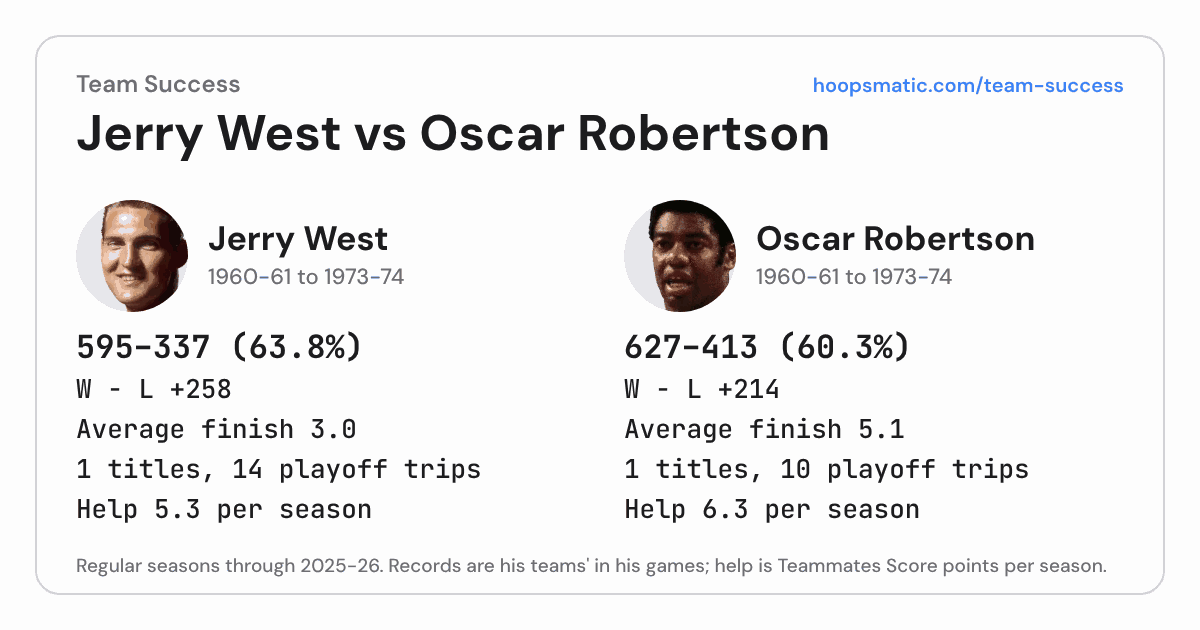 Team Success
hoopsmatic.com/team-success
Jerry West vs Oscar Robertson
Jerry West
1960-61 to 1973-74
595-337 (63.8%)
W - L +258
Average finish 3.0
1 titles, 14 playoff trips
Help 5.3 per season
Oscar Robertson
1960-61 to 1973-74
627-413 (60.3%)
W - L +214
Average finish 5.1
1 titles, 10 playoff trips
Help 6.3 per season
Regular seasons through 2025-26. Records are his teams' in his games; help is Teammates Score points per season.